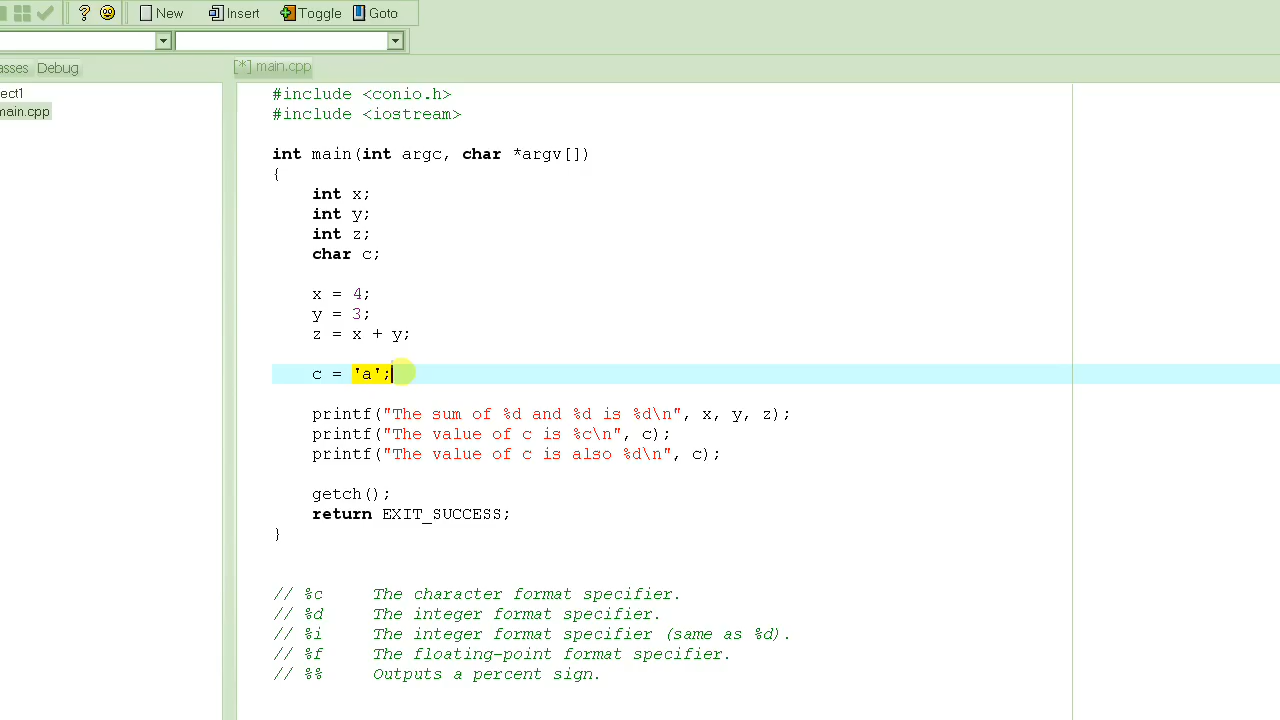 New Insert Toggle Goto
asses Debug
[*] main.cpp
ect1
main.cpp
#include <conio.h>
#include <iostream>
int main(int argc, char *argv[])
{
int x;
int y;
int z;
char c;
x = 4;
y = 3;
z = x + y;
c = 'a';
printf("The sum of %d and %d is %d\n", x, y, z);
printf("The value of c is %c\n", c);
printf("The value of c is also %d\n", c);
getch();
return EXIT_SUCCESS;
}
// %c The character format specifier.
// %d The integer format specifier.
// %i The integer format specifier (same as %d).
// %f The floating-point format specifier.
// %% Outputs a percent sign.